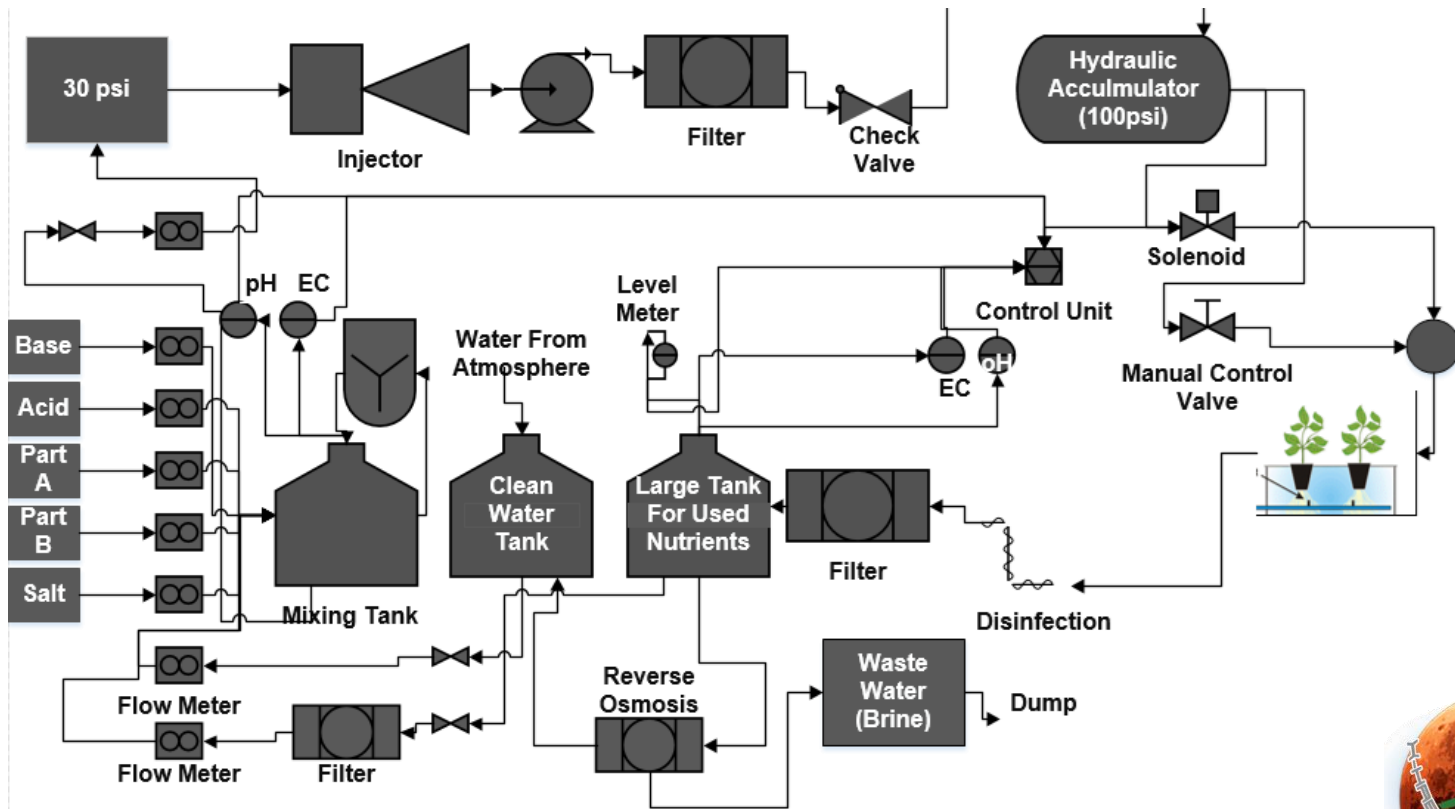 30 psi
Injector
Filter
Check
Valve
Hydraulic
Acculmulator
(100psi)
Solenoid
pH
EC
Level
Meter
Control Unit
Base
Acid
Part
A
Part
B
Salt
Water From
Atmosphere
EC
pH
Manual Control
Valve
Mixing Tank
Clean
Water
Tank
Large Tank
For Used
Nutrients
Filter
Disinfection
Flow Meter
Flow Meter
Filter
Reverse
Osmosis
Waste
Water
(Brine)
Dump